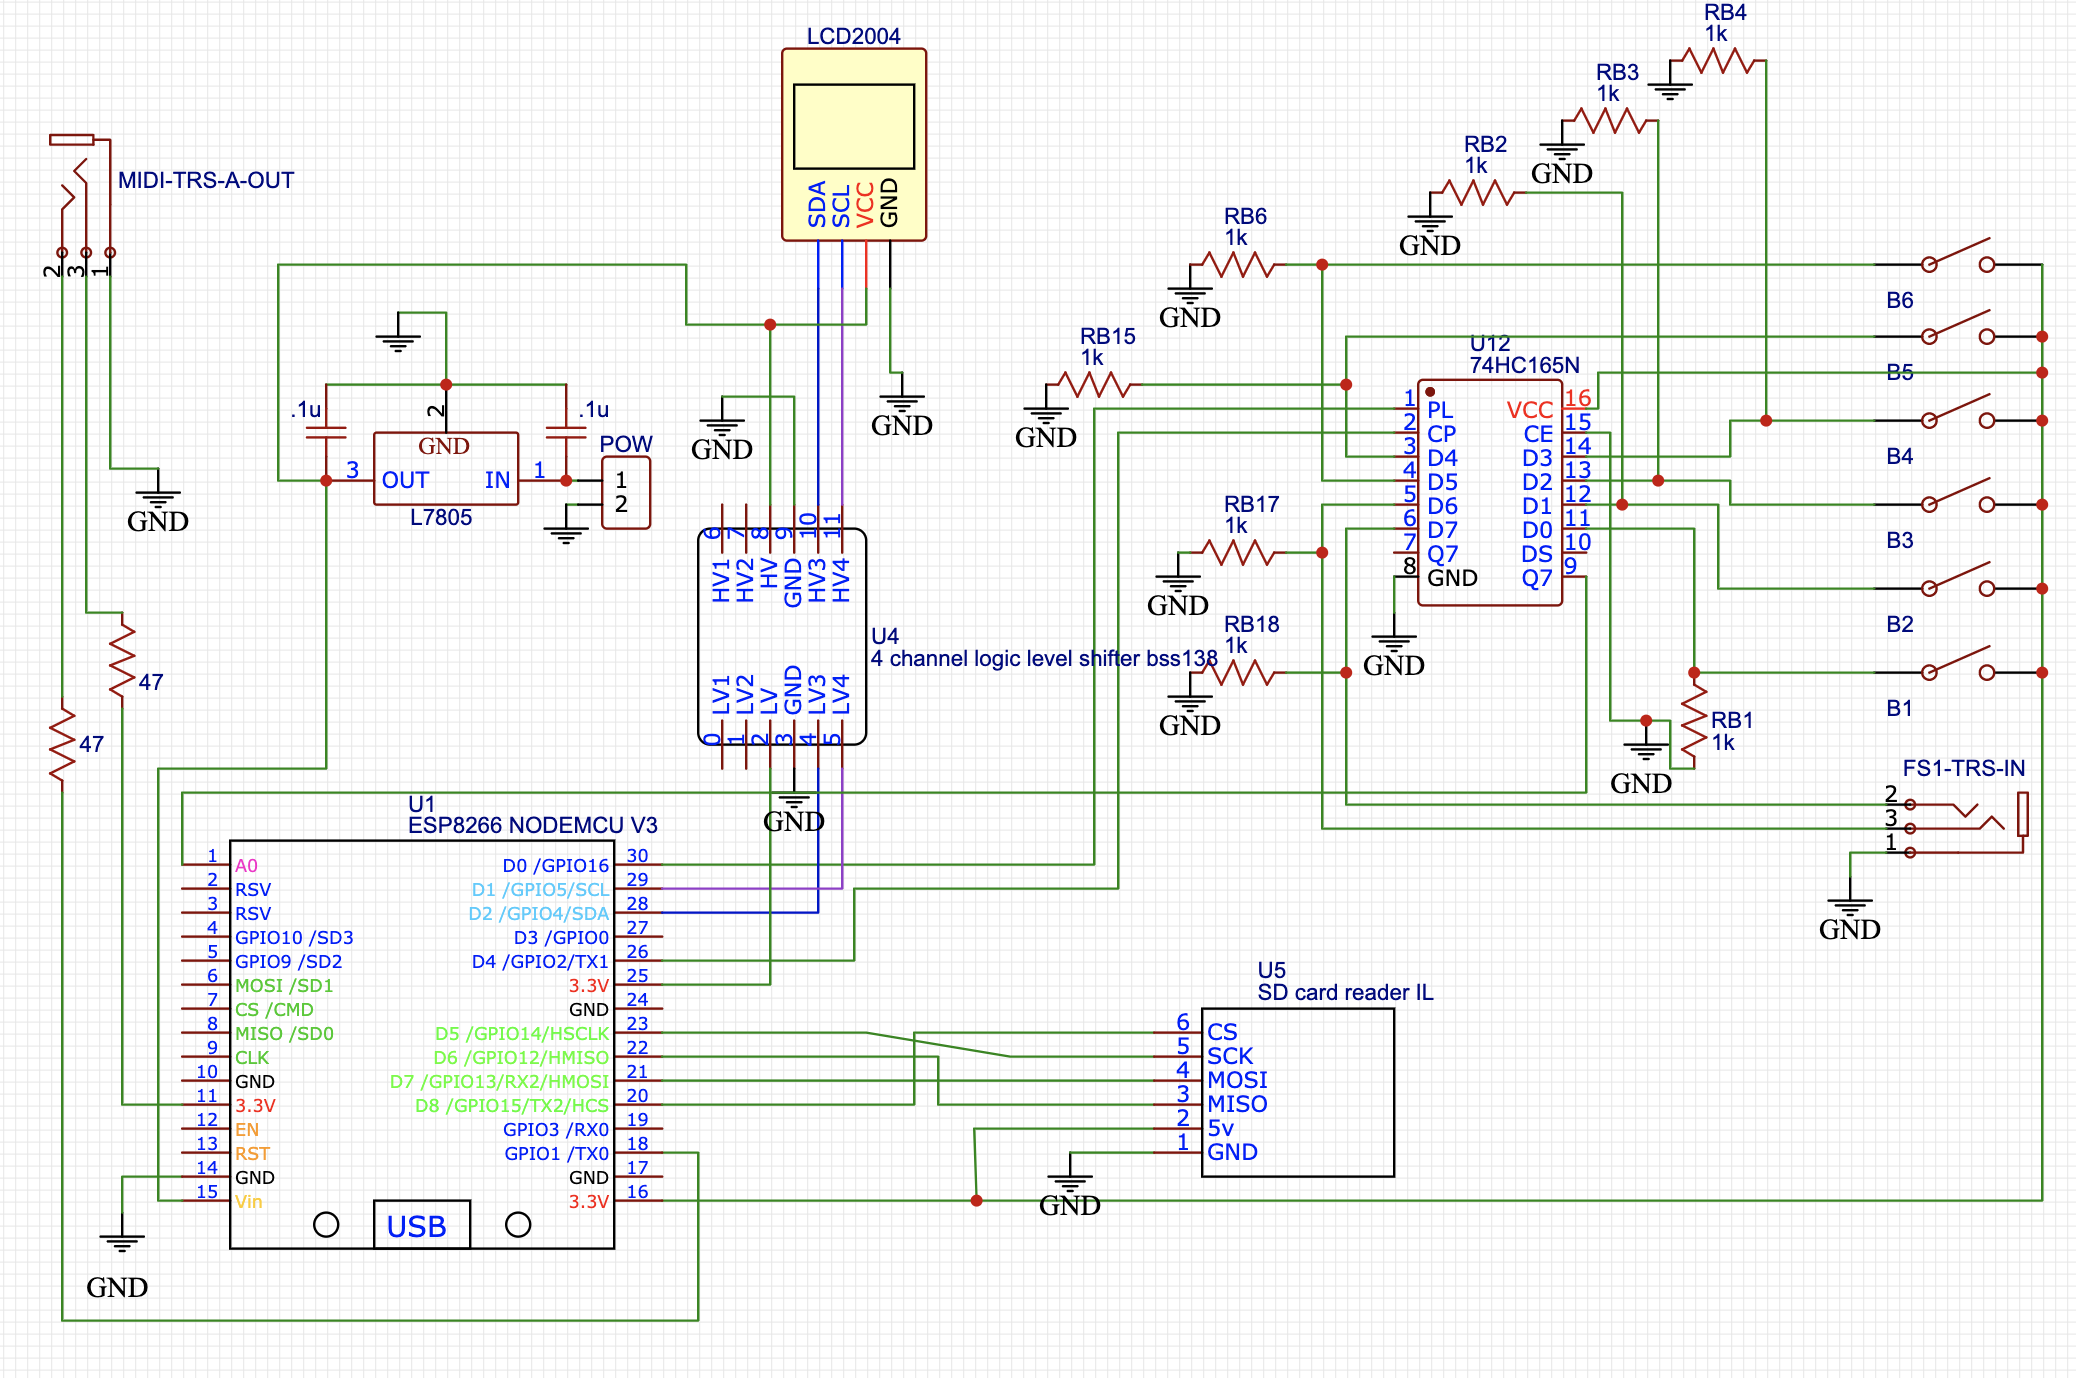 RB4
1k
LCD2004
RB3
1k
GND
RB2
1k
GND
MIDI-TRS-A-OUT
SDA
SCL
VCC
GND
RB6
1k
GND
2
3
1
B6
RB15
1k
GND
U12
74HC165N
B5
.1u
2
.1u
GND
POW
3
OUT
IN
1
1
2
L7805
GND
GND
GND
1
PL
VCC
16
2
CP
CE
15
3
D4
D3
14
4
D5
D2
13
5
D6
D1
12
6
D7
D0
11
7
Q7
DS
10
8
GND
Q7
9
B4
B3
RB17
1k
GND
6
7
8
9
10
11
HV1
HV2
HV
GND
HV3
HV4
U4
4 channel logic level shifter bss138
LV1
LV2
LV
GND
LV3
LV4
0
1
2
3
4
5
GND
RB18
1k
GND
GND
B2
B1
RB1
1k
GND
47
47
FS1-TRS-IN
2
3
1
GND
U1
ESP8266 NODEMCU V3
1
A0
D0 /GPIO16
30
2
RSV
D1 /GPIO5/SCL
29
3
RSV
D2 /GPIO4/SDA
28
4
GPIO10 /SD3
D3 /GPIO0
27
5
GPIO9 /SD2
D4 /GPIO2/TX1
26
6
MOSI /SD1
3.3V
25
7
CS /CMD
GND
24
8
MISO /SD0
D5 /GPIO14/HSCLK
23
9
CLK
D6 /GPIO12/HMISO
22
10
GND
D7 /GPIO13/RX2/HMOSI
21
11
3.3V
D8 /GPIO15/TX2/HCS
20
12
EN
GPIO3 /RX0
19
13
RST
GPIO1 /TX0
18
14
GND
GND
17
15
Vin
3.3V
16
USB
GND
U5
SD card reader IL
6
CS
5
SCK
4
MOSI
3
MISO
2
5v
1
GND
GND